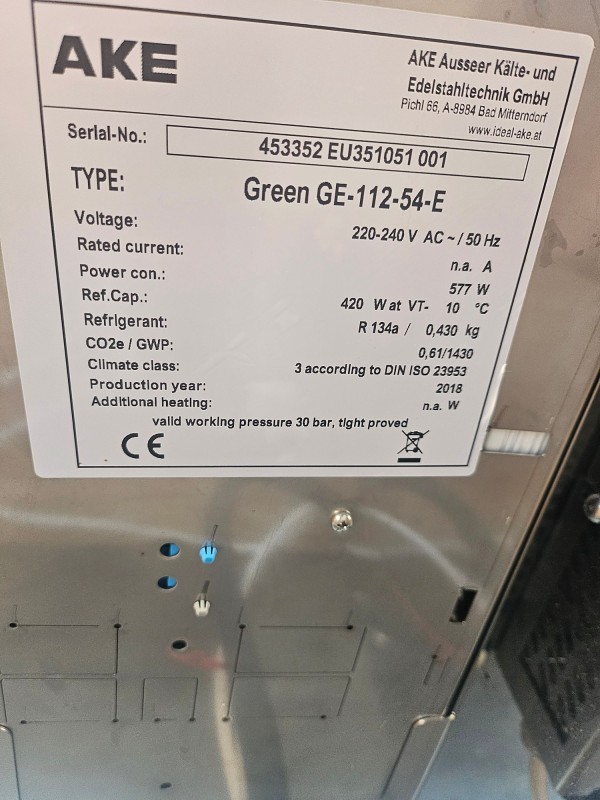 AKE
AKE Ausseer Kälte- und
Edelstahltechnik GmbH
Pichl 66, A-8984 Bad Mitterndorf
www.ideal-ake.at
Serial-No.: 453352 EU351051 001
TYPE: Green GE-112-54-E
Voltage: 220-240 V AC ~ / 50 Hz
Rated current: n.a. A
Power con.: 577 W
Ref.Cap.: 420 W at VT- 10 °C
Refrigerant: R 134a / 0,430 kg
CO2e / GWP: 0,61/1430
Climate class: 3 according to DIN ISO 23953
Production year: 2018
Additional heating: n.a. W
valid working pressure 30 bar, tight proved
CE